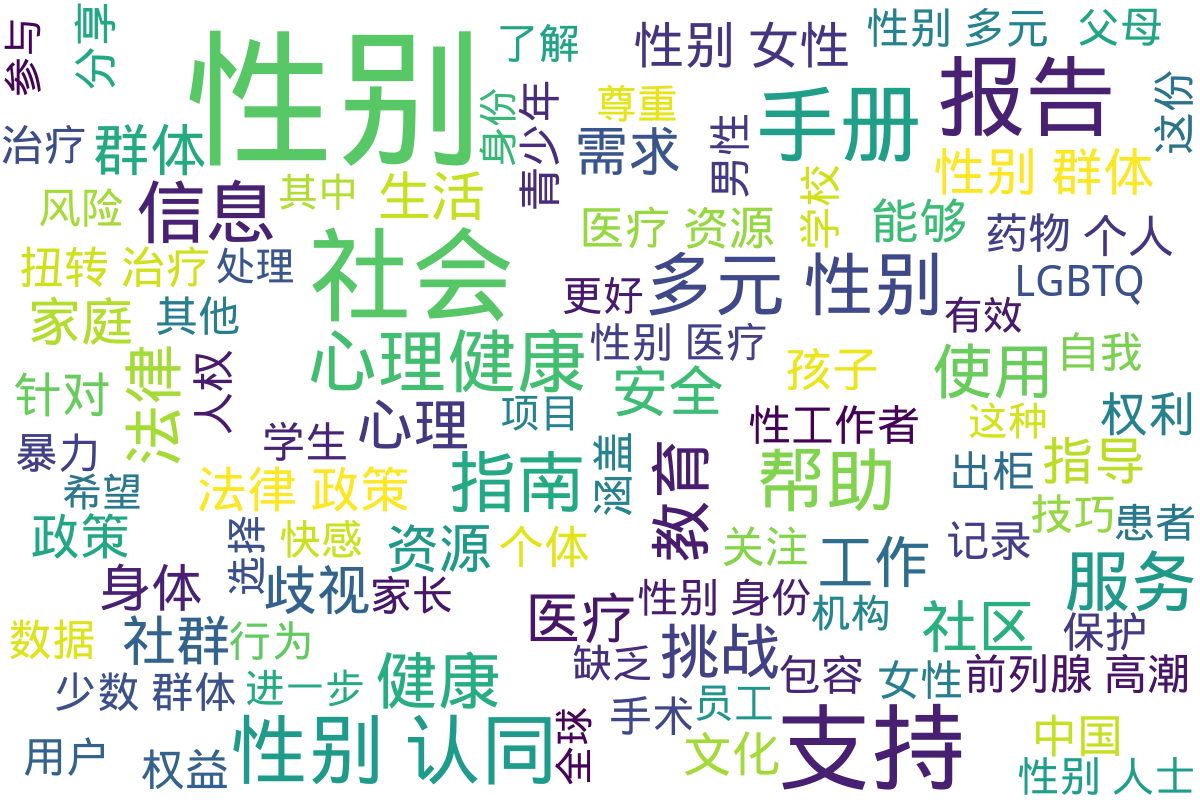 参与
分享
性别
了解
性别 女性
性别 多元
父母
报告
手册
这份
身份
青少年
尊重
需求
男性
治疗
群体
性别 群体
信息
风险
其中
生活
医疗 资源
学校
能够
药物
个人
扭转 治疗
处理
社会
多元 性别
LGBTQ
家庭
其他
更好
有效
心理健康
性别 医疗
孩子
使用
自我
针对
法律
人权
安全
权利
学生
心理
项目
性工作者
这种
暴力
希望
法律 政策
指南
涵盖
教育
帮助
出柜
指导
政策
选择
快感
资源
个体
关注
工作
记录
技巧
患者
身体
歧视
家长
医疗
性别 身份
机构
服务
数据
社群
行为
缺乏
挑战
包容
社区
保护
少数 群体
进一步
健康
手术
员工
女性
前列腺 高潮
用户
权益
性别 认同
全球
文化
支持
中国
性别 人士